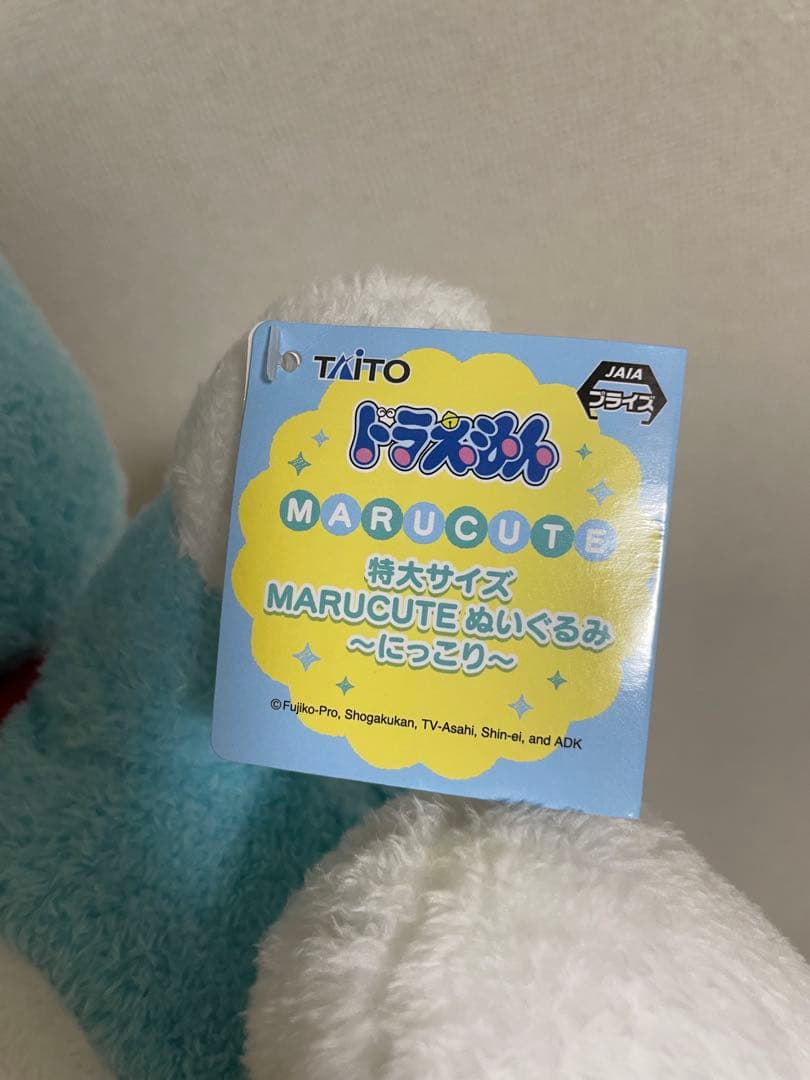 TAITO
JAIA
プライズ
ドラえもん
MARUCUTE
特大サイズ
MARUCUTE ぬいぐるみ
～にっこり～
©Fujiko-Pro, Shogakukan, TV-Asahi, Shin-ei, and ADK